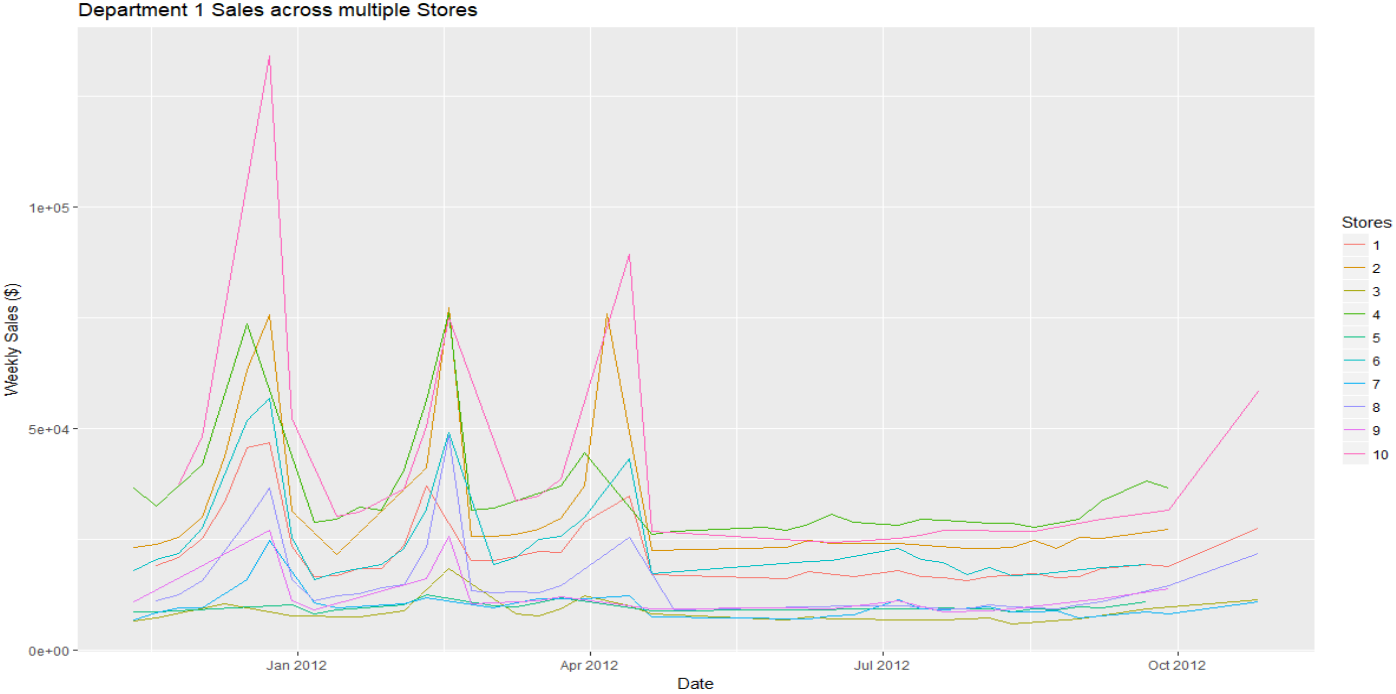 Department 1 Sales across multiple Stores
Weekly Sales ($)
1e+05
5e+04
0e+00
Jan 2012
Apr 2012
Jul 2012
Oct 2012
Date
Stores
1
2
3
4
5
6
7
8
9
10